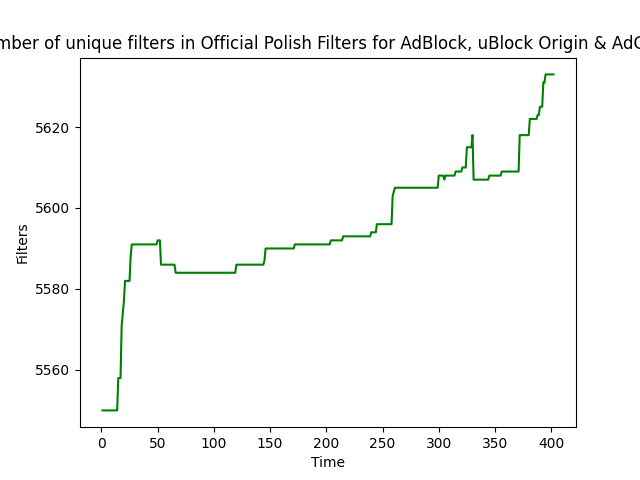 mber of unique filters in Official Polish Filters for AdBlock, uBlock Origin & AdG
5620
5600
5580
5560
Filters
0 50 100 150 200 250 300 350 400
Time